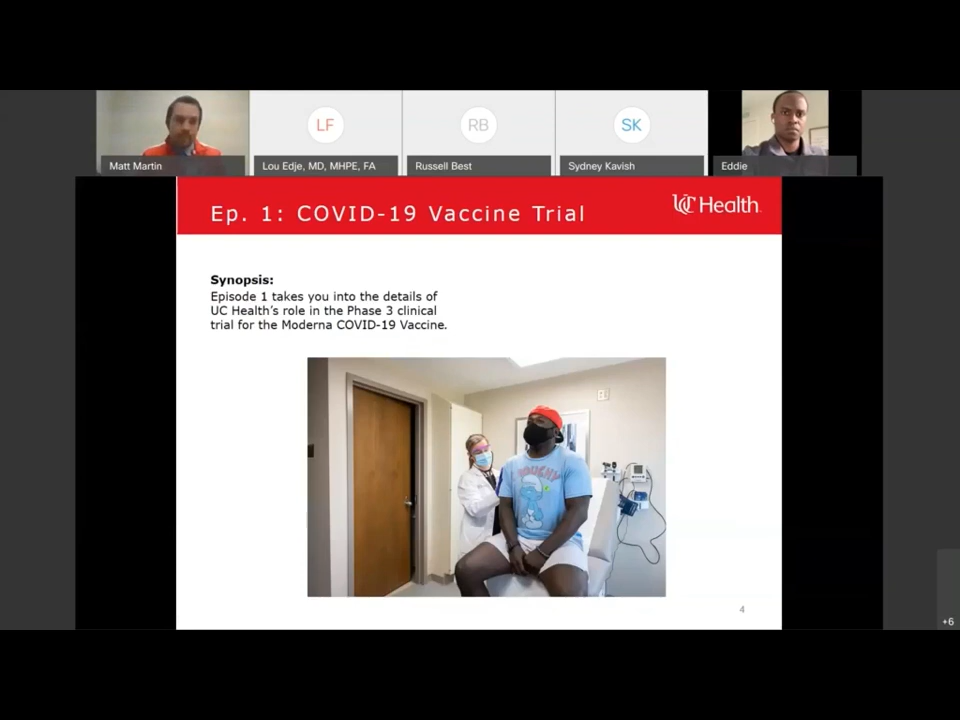 LF
RB
SK
Matt Martin
Lou Edje, MD, MHPE, FA
Russell Best
Sydney Kavish
Eddie
Ep. 1: COVID-19 Vaccine Trial
UC Health.
Synopsis:
Episode 1 takes you into the details of
UC Health’s role in the Phase 3 clinical
trial for the Moderna COVID-19 Vaccine.
GROUCHY
4
+6